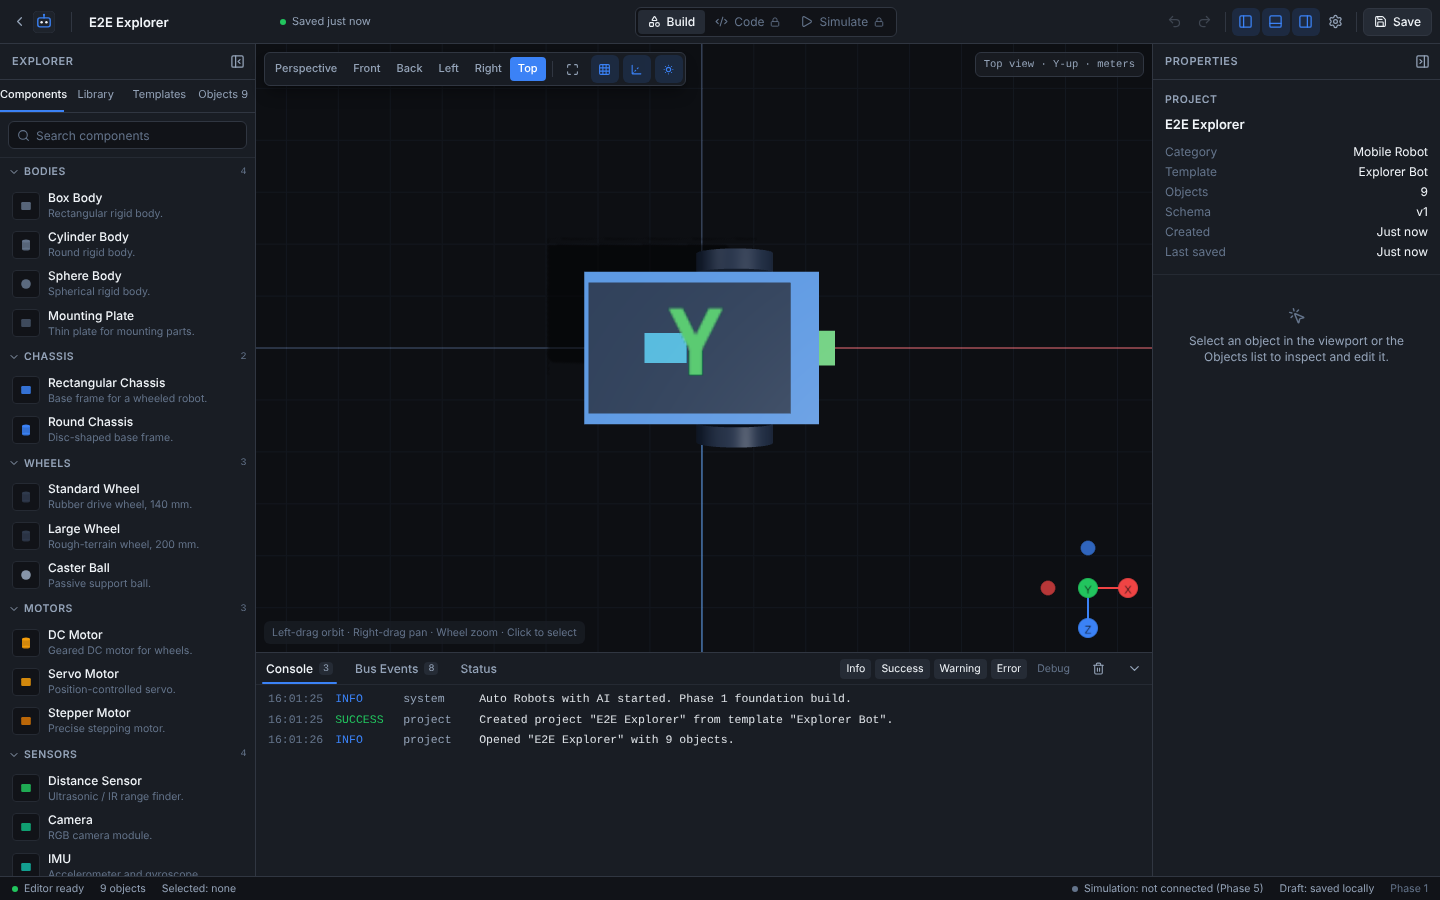 E2E Explorer
Saved just now
Build
Code
Simulate
Save
EXPLORER
Components
Library
Templates
Objects 9
Search components
BODIES 4
Box Body
Rectangular rigid body.
Cylinder Body
Round rigid body.
Sphere Body
Spherical rigid body.
Mounting Plate
Thin plate for mounting parts.
CHASSIS 2
Rectangular Chassis
Base frame for a wheeled robot.
Round Chassis
Disc-shaped base frame.
WHEELS 3
Standard Wheel
Rubber drive wheel, 140 mm.
Large Wheel
Rough-terrain wheel, 200 mm.
Caster Ball
Passive support ball.
MOTORS 3
DC Motor
Geared DC motor for wheels.
Servo Motor
Position-controlled servo.
Stepper Motor
Precise stepping motor.
SENSORS 4
Distance Sensor
Ultrasonic / IR range finder.
Camera
RGB camera module.
IMU
Accelerometer and gyroscope.
Perspective
Front
Back
Left
Right
Top
Top view · Y-up · meters
Y
Y
X
Z
Left-drag orbit · Right-drag pan · Wheel zoom · Click to select
Console 3
Bus Events 8
Status
Info
Success
Warning
Error
Debug
16:01:25 INFO system Auto Robots with AI started. Phase 1 foundation build.
16:01:25 SUCCESS project Created project "E2E Explorer" from template "Explorer Bot".
16:01:26 INFO project Opened "E2E Explorer" with 9 objects.
PROPERTIES
PROJECT
E2E Explorer
Category Mobile Robot
Template Explorer Bot
Objects 9
Schema v1
Created Just now
Last saved Just now
Select an object in the viewport or the
Objects list to inspect and edit it.
Editor ready
9 objects
Selected: none
Simulation: not connected (Phase 5)
Draft: saved locally
Phase 1